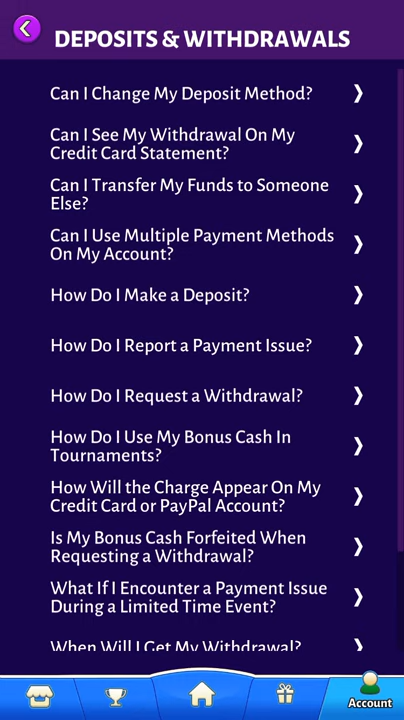 DEPOSITS & WITHDRAWALS
Can I Change My Deposit Method?
Can I See My Withdrawal On My
Credit Card Statement?
Can I Transfer My Funds to Someone
Else?
Can I Use Multiple Payment Methods
On My Account?
How Do I Make a Deposit?
How Do I Report a Payment Issue?
How Do I Request a Withdrawal?
How Do I Use My Bonus Cash In
Tournaments?
How Will the Charge Appear On My
Credit Card or PayPal Account?
Is My Bonus Cash Forfeited When
Requesting a Withdrawal?
What If I Encounter a Payment Issue
During a Limited Time Event?
When Will I Get My Withdrawal?
Account